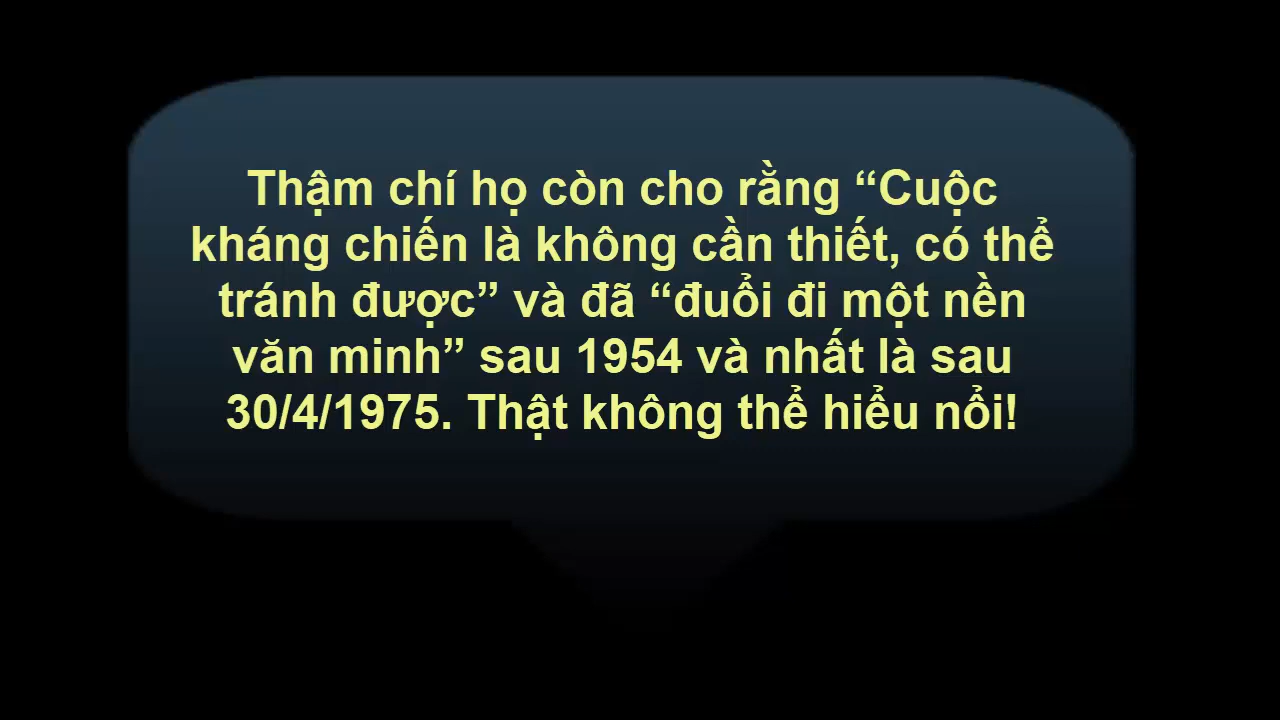 Thậm chí họ còn cho rằng “Cuộc
kháng chiến là không cần thiết, có thể
tránh được” và đã “đuổi đi một nền
văn minh” sau 1954 và nhất là sau
30/4/1975. Thật không thể hiểu nổi!